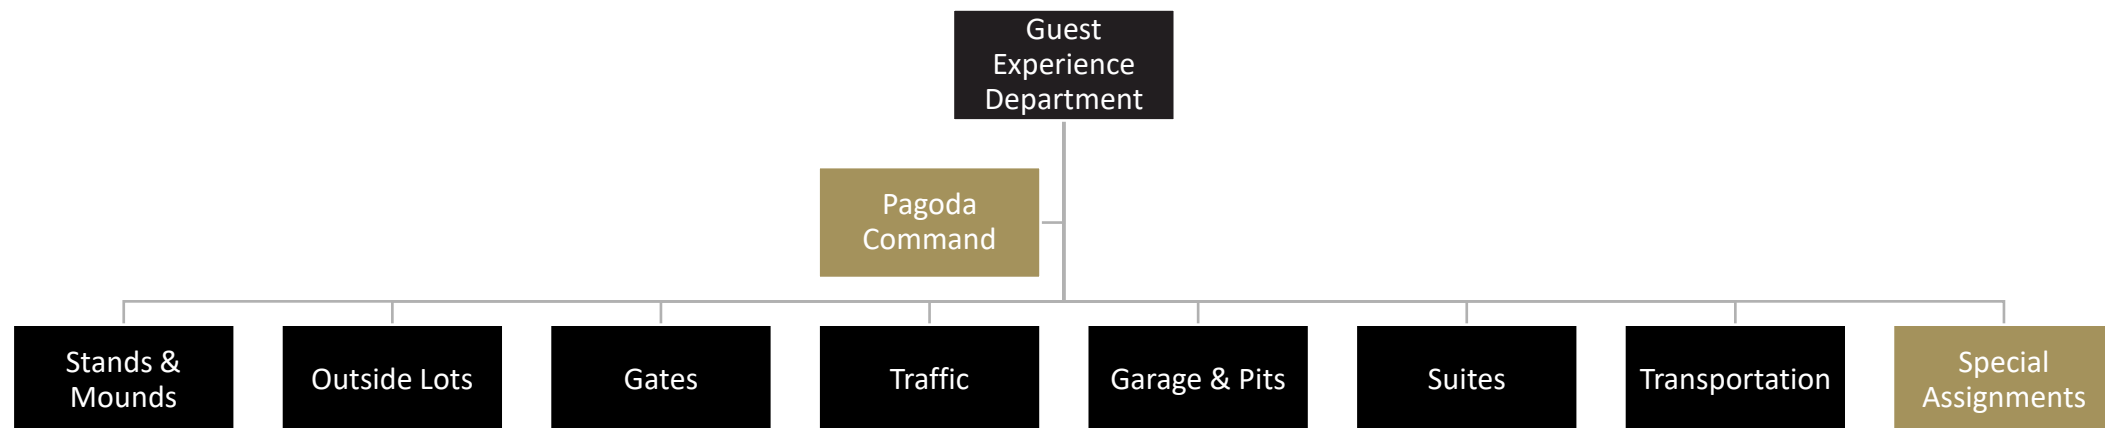 Guest
Experience
Department
Pagoda
Command
Stands &
Mounds
Outside Lots
Gates
Traffic
Garage & Pits
Suites
Transportation
Special
Assignments